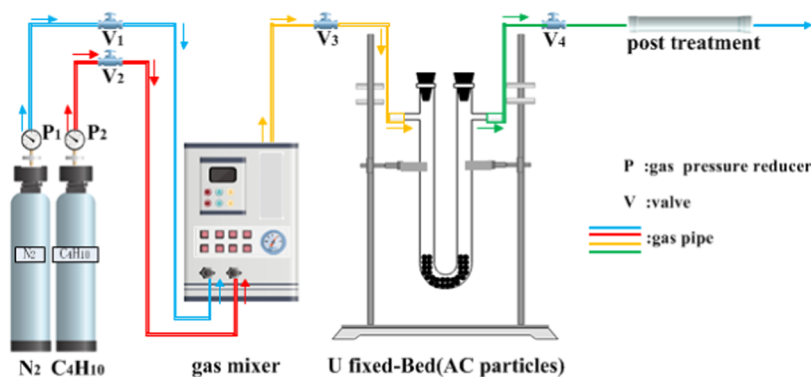 V1
V2
V3
V4
post treatment
P1
P2
P :gas pressure reducer
V :valve
:gas pipe
N2
C4H10
N2 C4H10
gas mixer
U fixed-Bed(AC particles)